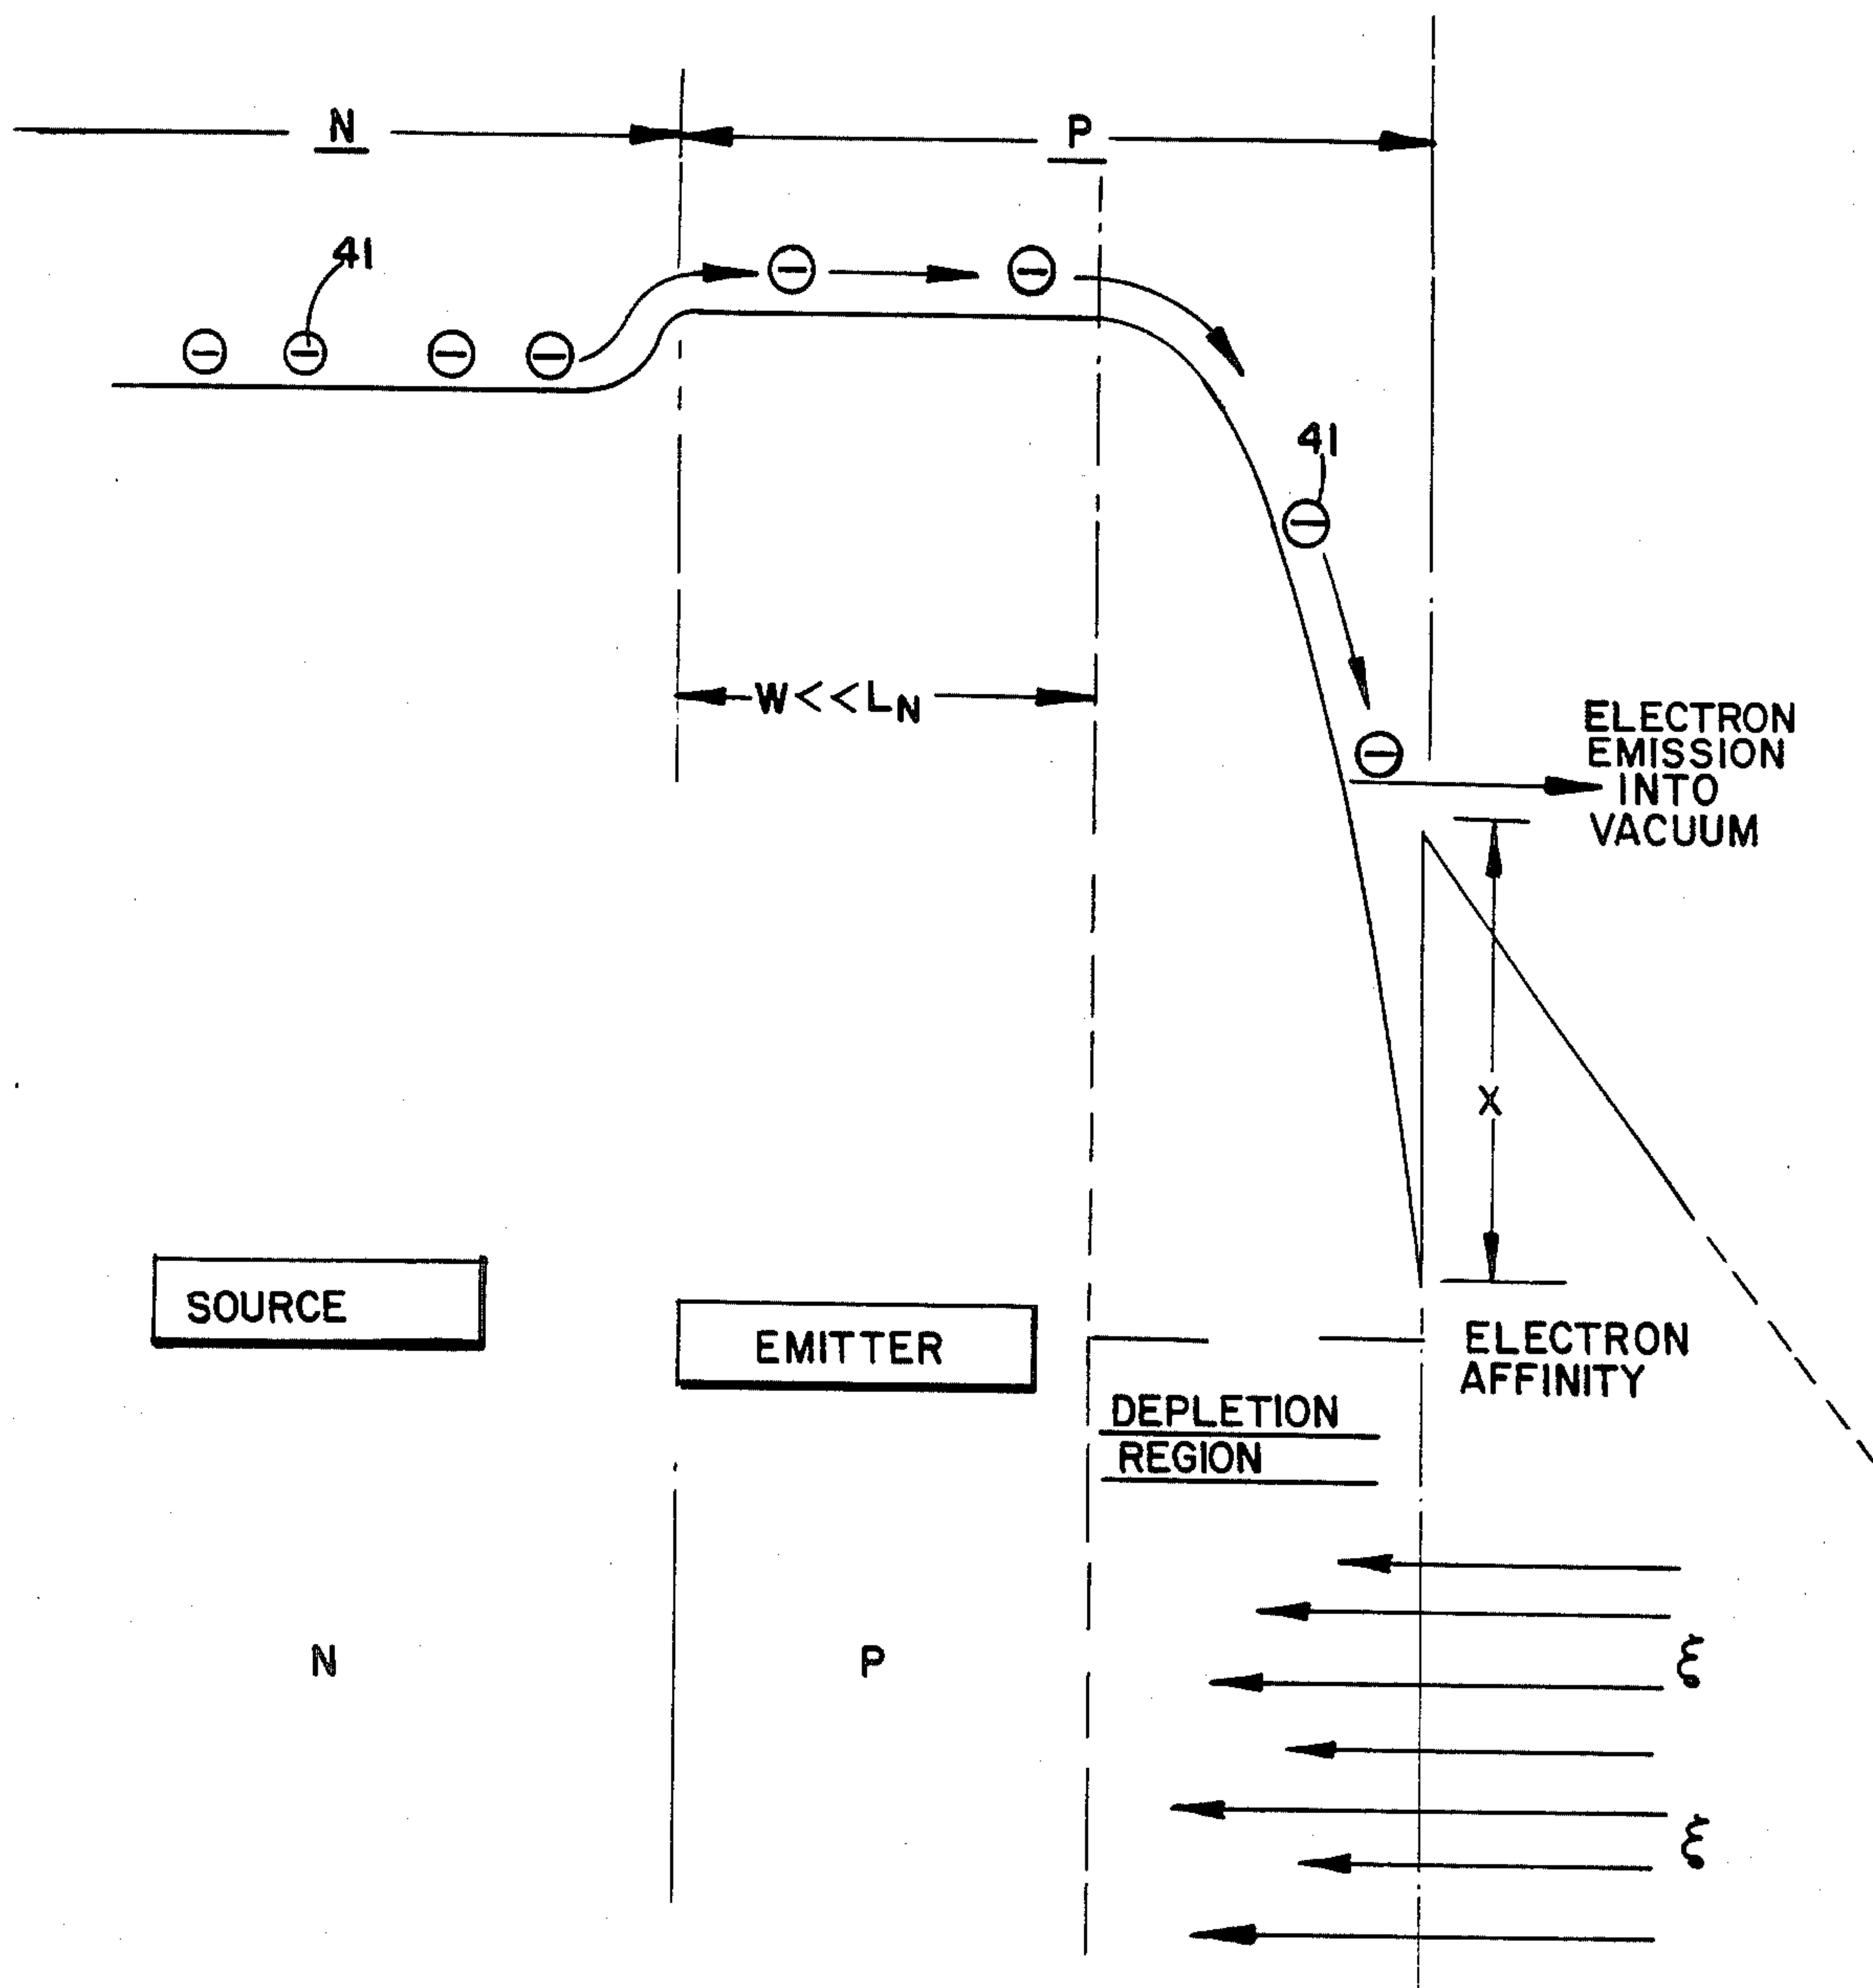 N
P
41
41
W<<LN
ELECTRON
EMISSION
INTO
VACUUM
X
SOURCE
EMITTER
ELECTRON
AFFINITY
DEPLETION
REGION
N
P
ξ
ξ